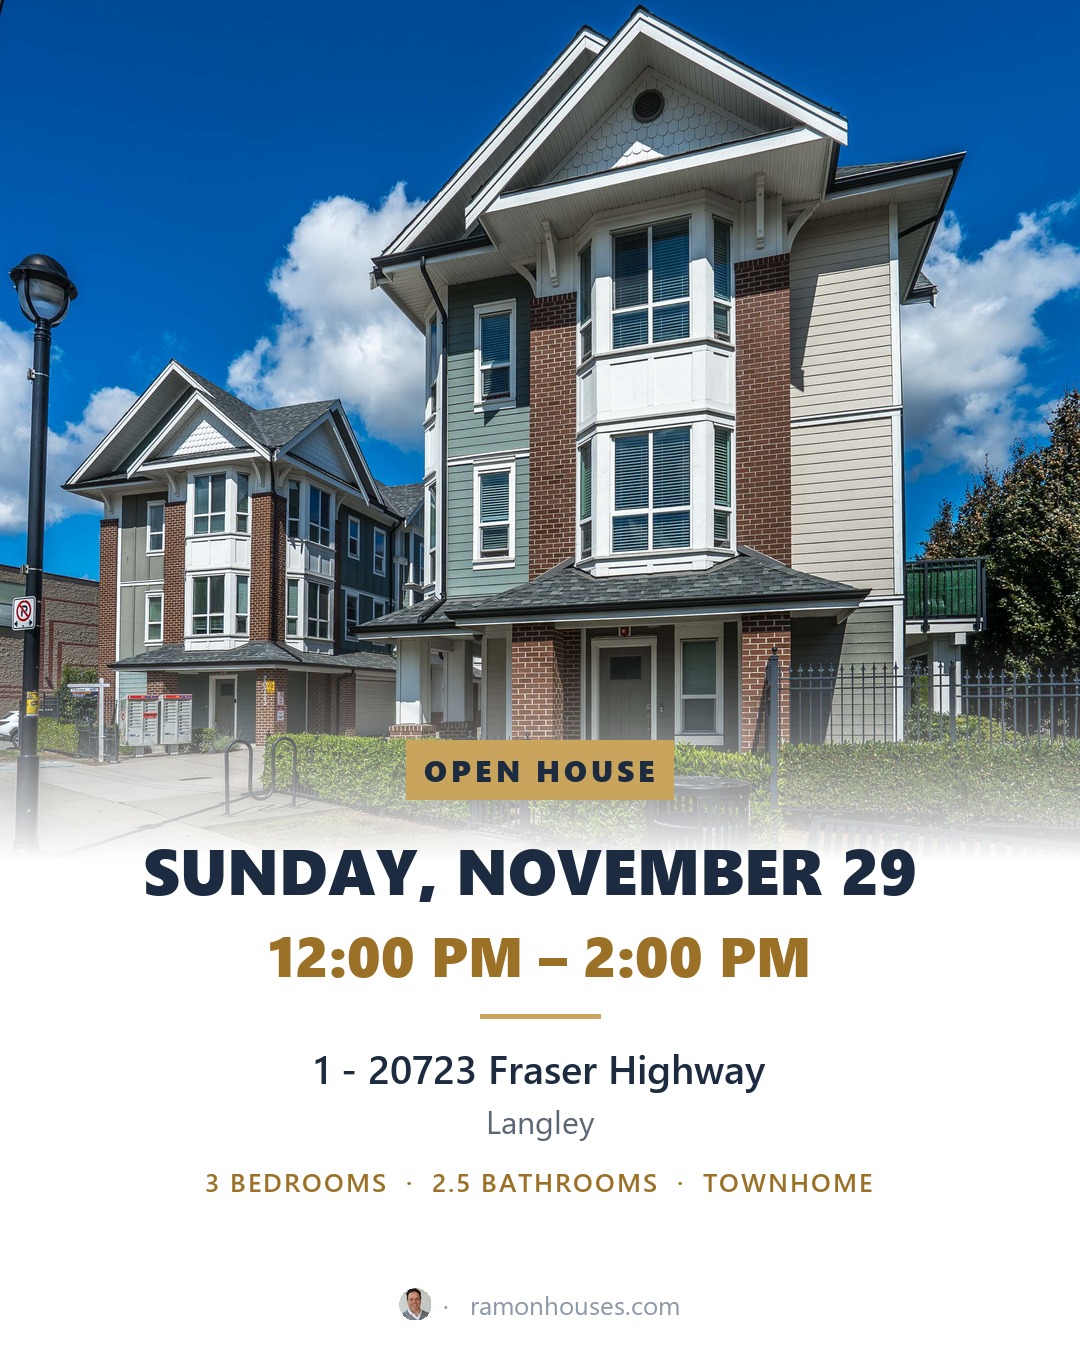 OPEN HOUSE
SUNDAY, NOVEMBER 29
12:00 PM – 2:00 PM
1 - 20723 Fraser Highway
Langley
3 BEDROOMS · 2.5 BATHROOMS · TOWNHOME
· ramonhouses.com